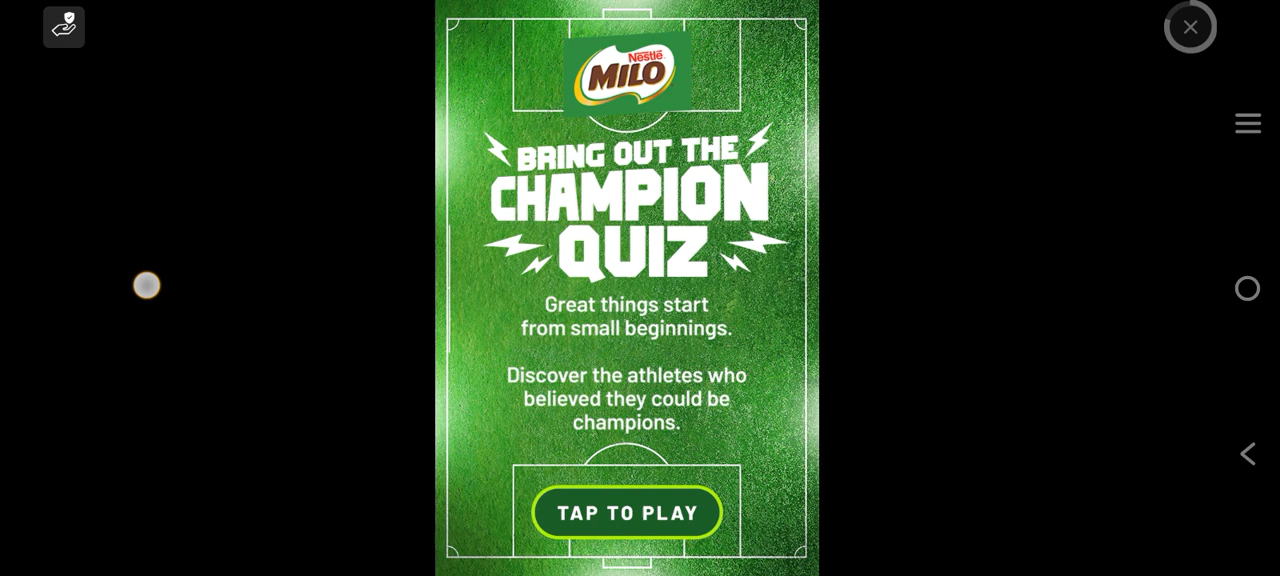 Nestlé
MILO
BRING OUT THE
CHAMPION
QUIZ
Great things start
from small beginnings.
Discover the athletes who
believed they could be
champions.
TAP TO PLAY